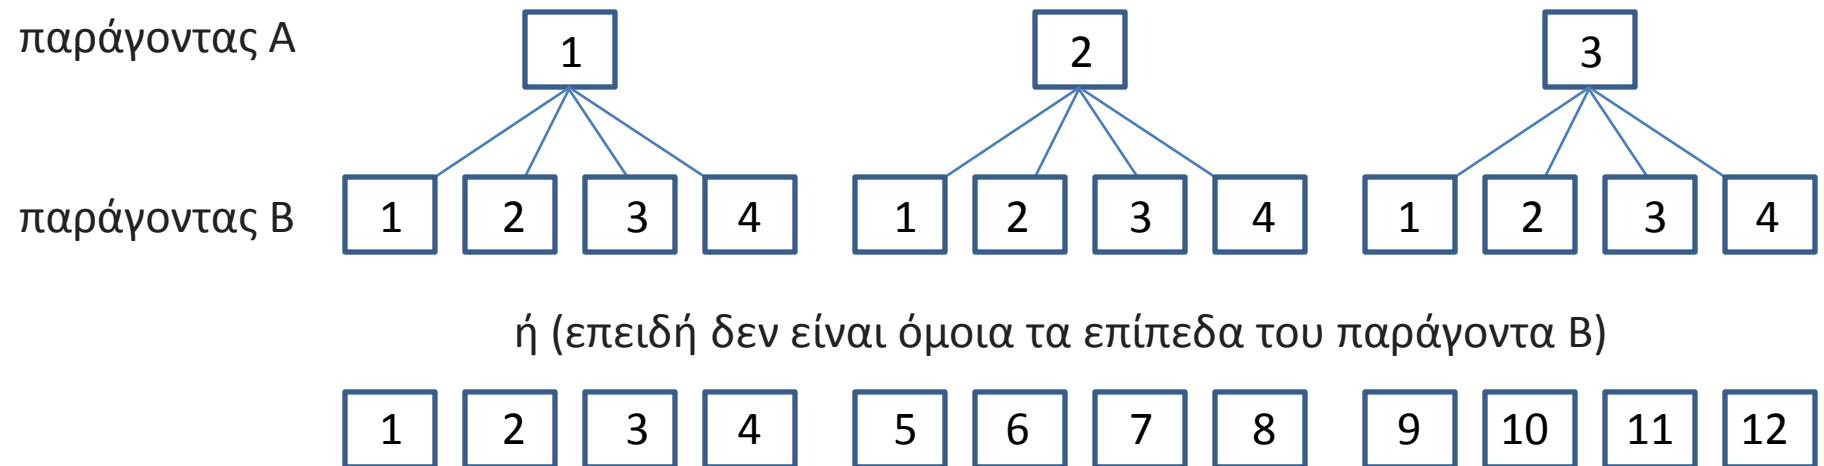 παράγοντας Α 1 2 3
παράγοντας Β 1 2 3 4 1 2 3 4 1 2 3 4
ή (επειδή δεν είναι όμοια τα επίπεδα του παράγοντα Β)
1 2 3 4 5 6 7 8 9 10 11 12